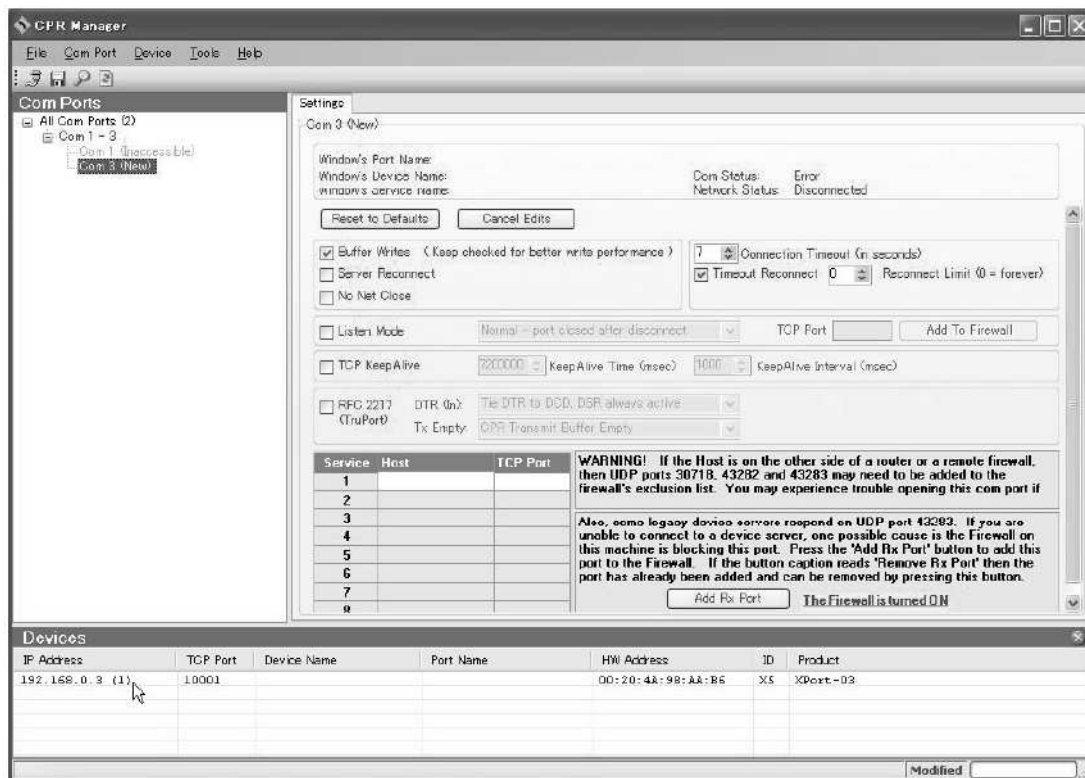 CPR Manager
File Com Port Device Tools Help
Com Ports
All Com Ports (2)
Com 1 - 3
Com 1 (Inaccessible)
Com 3 (New)
Settings
Com 3 (New)
Window's Port Name:
Window's Device Name: Com Status: Error
Window's Service Name: Network Status: Disconnected
Reset to Defaults Cancel Edits
Buffer Writes ( Keep checked for better write performance ) 7 Connection Timeout (in seconds)
Server Reconnect Timeout Reconnect 0 Reconnect Limit (0 = forever)
No Net Close
Listen Mode Normal - port closed after disconnect TCP Port Add To Firewall
TCP KeepAlive 7200000 KeepAlive Time (msec) 1000 KeepAlive Interval (msec)
RFC 2217 DTR (In): Tie DTR to DCD, DSR always active
(TruPort) Tx Empty: CPR Transmit Buffer Empty
Service Host TCP Port
1
2
3
4
5
6
7
8
WARNING! If the Host is on the other side of a router or a remote firewall,
then UDP ports 30718, 43282 and 43283 may need to be added to the
firewall's exclusion list. You may experience trouble opening this com port if
Also, some legacy device servers respond on UDP port 43283. If you are
unable to connect to a device server, one possible cause is the Firewall on
this machine is blocking this port. Press the 'Add Rx Port' button to add this
port to the Firewall. If the button caption reads 'Remove Rx Port' then the
port has already been added and can be removed by pressing this button.
Add Rx Port The Firewall is turned ON
Devices
IP Address TCP Port Device Name Port Name HW Address ID Product
192.168.0.3 (1) 10001 00:20:4A:98:AA:B6 X5 XPort-03
Modified